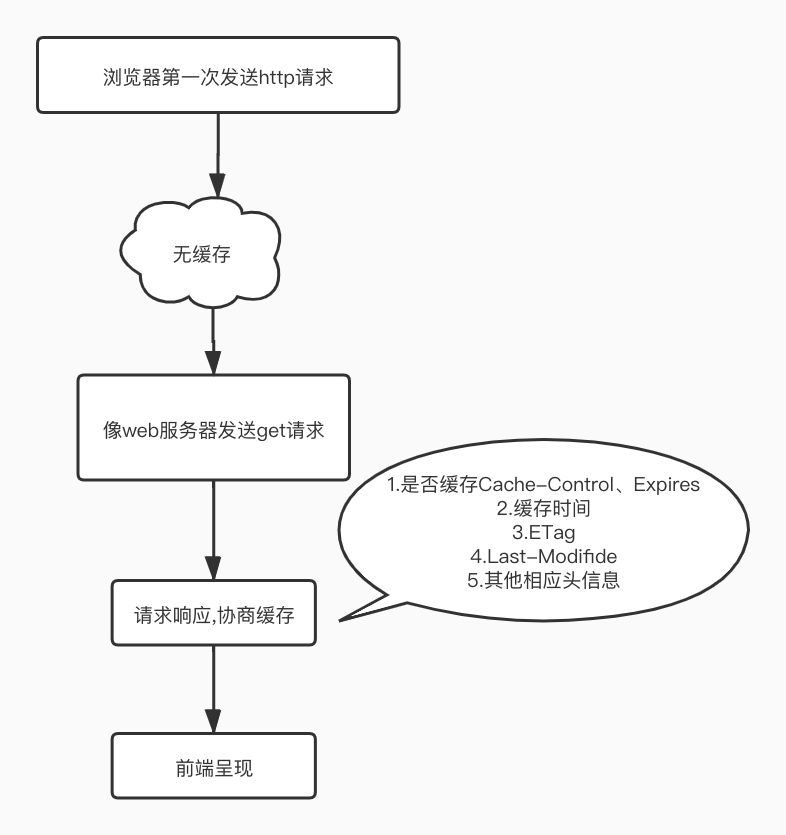 浏览器第一次发送http请求
无缓存
像web服务器发送get请求
1.是否缓存Cache-Control、Expires
2.缓存时间
3.ETag
4.Last-Modifide
5.其他相应头信息
请求响应,协商缓存
前端呈现